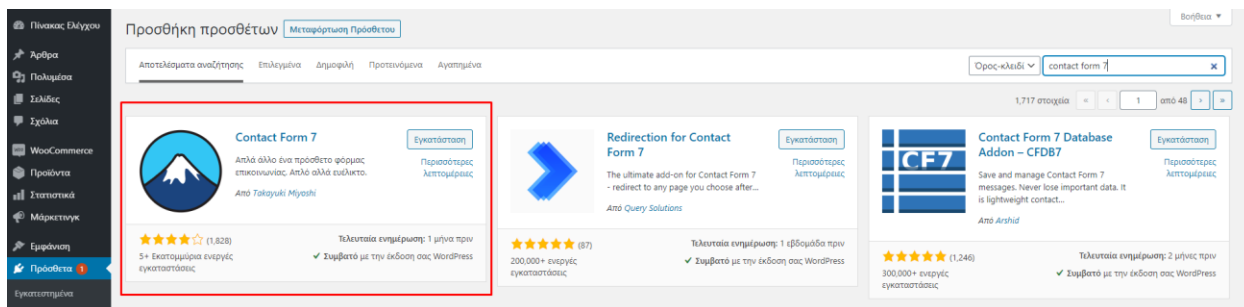 Πίνακας Ελέγχου
Άρθρα
Πολυμέσα
Σελίδες
Σχόλια
WooCommerce
Προϊόντα
Στατιστικά
Μάρκετινγκ
Εμφάνιση
Πρόσθετα 1
Εγκατεστημένα
Βοήθεια
Προσθήκη προσθέτων Μεταφόρτωση Πρόσθετου
Αποτελέσματα αναζήτησης Επιλεγμένα Δημοφιλή Προτεινόμενα Αγαπημένα
Όρος-κλειδί contact form 7
1,717 στοιχεία « ‹ 1 από 48 › »
Contact Form 7
Εγκατάσταση
Περισσότερες
λεπτομέρειες
Απλά άλλο ένα πρόσθετο φόρμας
επικοινωνίας. Απλό αλλά ευέλικτο.
Από Takayuki Miyoshi
(1,828)
5+ Εκατομμύρια ενεργές
εγκαταστάσεις
Τελευταία ενημέρωση: 1 μήνα πριν
Συμβατό με την έκδοση σας WordPress
Redirection for Contact
Form 7
Εγκατάσταση
Περισσότερες
λεπτομέρειες
The ultimate add-on for Contact Form 7
- redirect to any page you choose after...
Από Query Solutions
(87)
200,000+ ενεργές
εγκαταστάσεις
Τελευταία ενημέρωση: 1 εβδομάδα πριν
Συμβατό με την έκδοση σας WordPress
CF7
Contact Form 7 Database
Addon – CFDB7
Εγκατάσταση
Περισσότερες
λεπτομέρειες
Save and manage Contact Form 7
messages. Never lose important data. It
is lightweight contact...
Από Arshid
(1,246)
300,000+ ενεργές
εγκαταστάσεις
Τελευταία ενημέρωση: 2 μήνες πριν
Συμβατό με την έκδοση σας WordPress